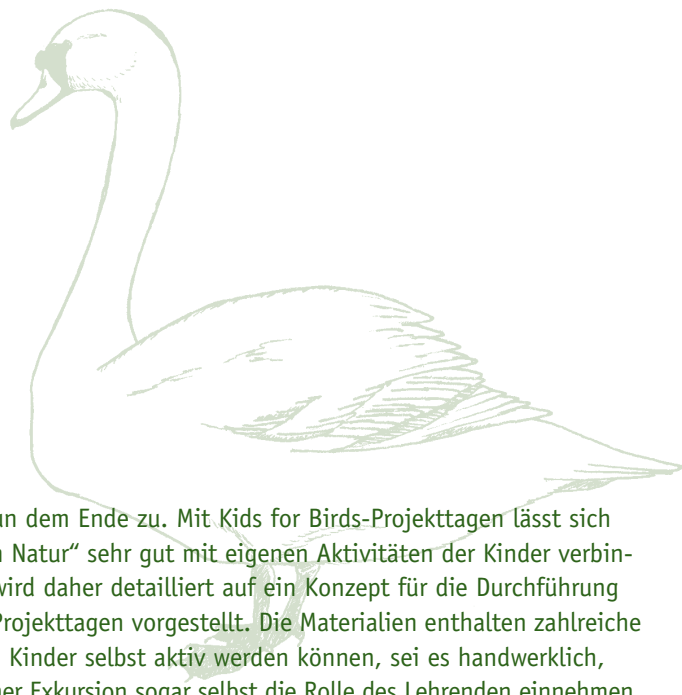 un dem Ende zu. Mit Kids for Birds-Projekttagen lässt sich
Natur“ sehr gut mit eigenen Aktivitäten der Kinder verbin-
wird daher detailliert auf ein Konzept für die Durchführung
Projekttagen vorgestellt. Die Materialien enthalten zahlreiche
Kinder selbst aktiv werden können, sei es handwerklich,
Exkursion sogar selbst die Rolle des Lehrenden einnehmen